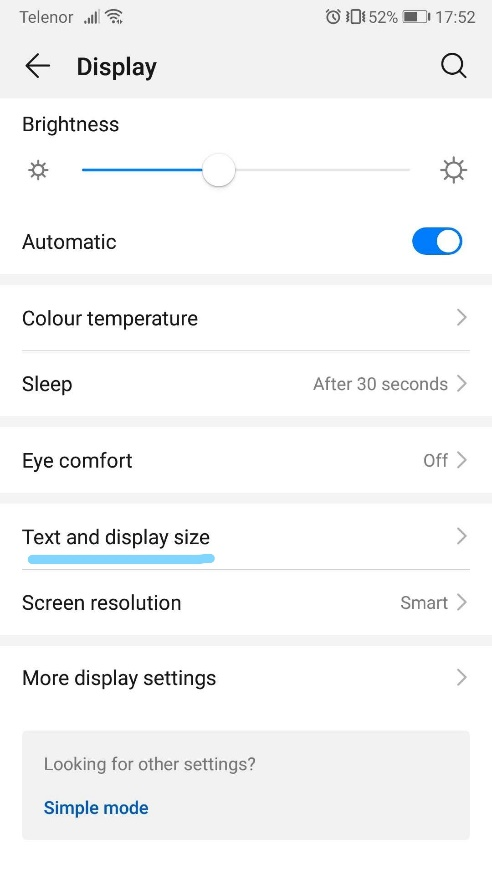 Telenor 52% 17:52
Display
Brightness
Automatic
Colour temperature
Sleep After 30 seconds
Eye comfort Off
Text and display size
Screen resolution Smart
More display settings
Looking for other settings?
Simple mode